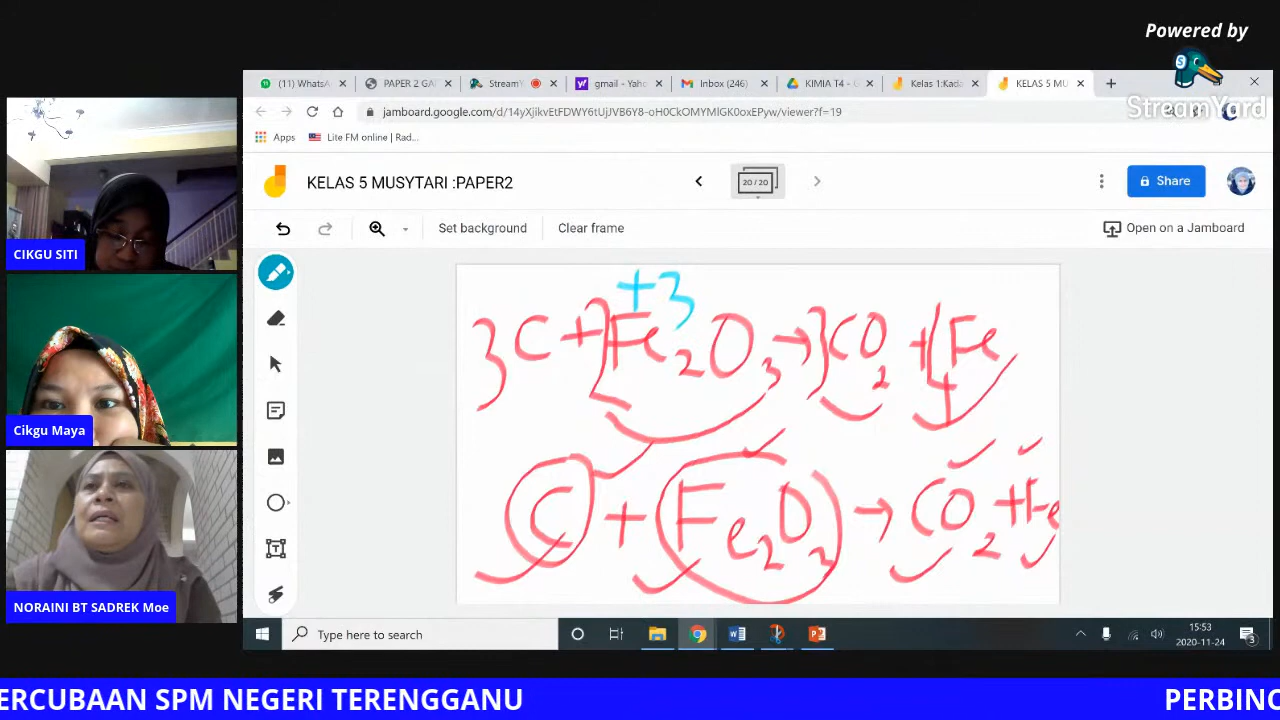 Powered by
StreamYard
(11) WhatsA
PAPER 2 GA
StreamY
gmail - Yaho
Inbox (246)
KIMIA T4 - G
Kelas 1:Kada
KELAS 5 MU
jamboard.google.com/d/14yXjikvEtFDWY6tUjJVB6Y8-oH0CkOMYMlGK0oxEPyw/viewer?f=19
Apps
Lite FM online | Rad...
KELAS 5 MUSYTARI :PAPER2
20 / 20
Share
Set background
Clear frame
Open on a Jamboard
CIKGU SITI
Cikgu Maya
NORAINI BT SADREK Moe
+3
3C + 2Fe2O3 → 3CO2 + 4Fe
C + Fe2O3 → CO2 + Fe
Type here to search
15:53
2020-11-24
3
ERCUBAAN SPM NEGERI TERENGGANU
PERBINC